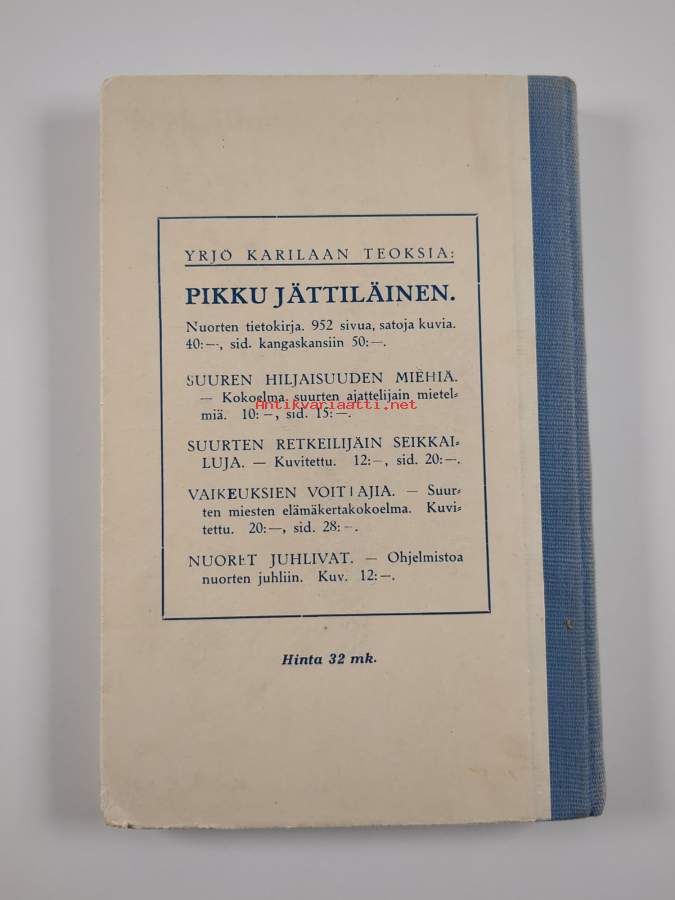 YRJÖ KARILAAN TEOKSIA:
PIKKU JÄTTILÄINEN.
Nuorten tietokirja. 952 sivua, satoja kuvia.
40:—, sid. kangaskansiin 50:—.
SUUREN HILJAISUUDEN MIEHIÄ.
— Kokoelma suurten ajattelijain mietel-
Antikvariaatti.net
miä. 10:—, sid. 15:—.
SUURTEN RETKEILIJÄIN SEIKKAI-
LUJA. — Kuvitettu. 12:—, sid. 20:—.
VAIKEUKSIEN VOITTAJIA. — Suur-
ten miesten elämäkertakokoelma. Kuvi-
tettu. 20:—, sid. 28:—.
NUORET JUHLIVAT. — Ohjelmistoa
nuorten juhliin. Kuv. 12:—.
Hinta 32 mk.